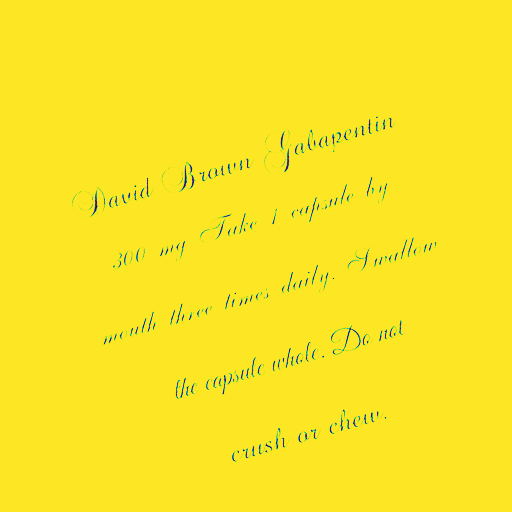 David Brown Gabapentin
300 mg Take 1 capsule by
mouth three times daily. Swallow
the capsule whole. Do not
crush or chew.